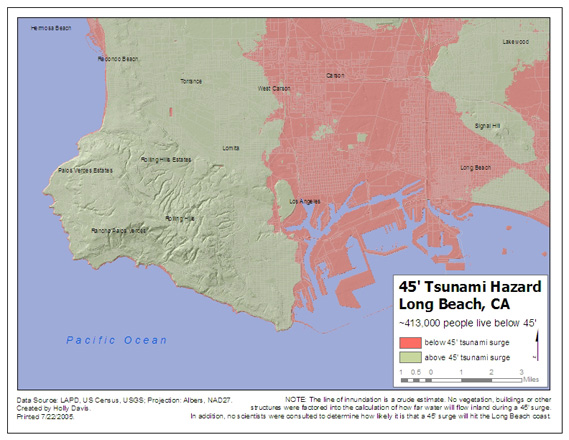 Hermosa Beach
Lakewood
Redondo Beach
Carson
Torrance
West Carson
Signal Hill
Lomita
Rolling Hills Estates
Long Beach
Palos Verdes Estates
Los Angeles
Rolling Hills
Rancho Palos Verdes
45' Tsunami Hazard
Long Beach, CA
~413,000 people live below 45'
below 45' tsunami surge
above 45' tsunami surge
1 0.5 0 1 2 3
Miles
Pacific Ocean
Data Source: LAPD, US Census, USGS; Projection: Albers, NAD27.
Created by Holly Davis.
Printed 7/22/2005.
NOTE: The line of innundation is a crude estimate. No vegetation, buildings or other
structures were factored into the calculation of how far water will flow inland during a 45' surge.
In addition, no scientists were consulted to determine how likely it is that a 45' surge will hit the Long Beach coast.